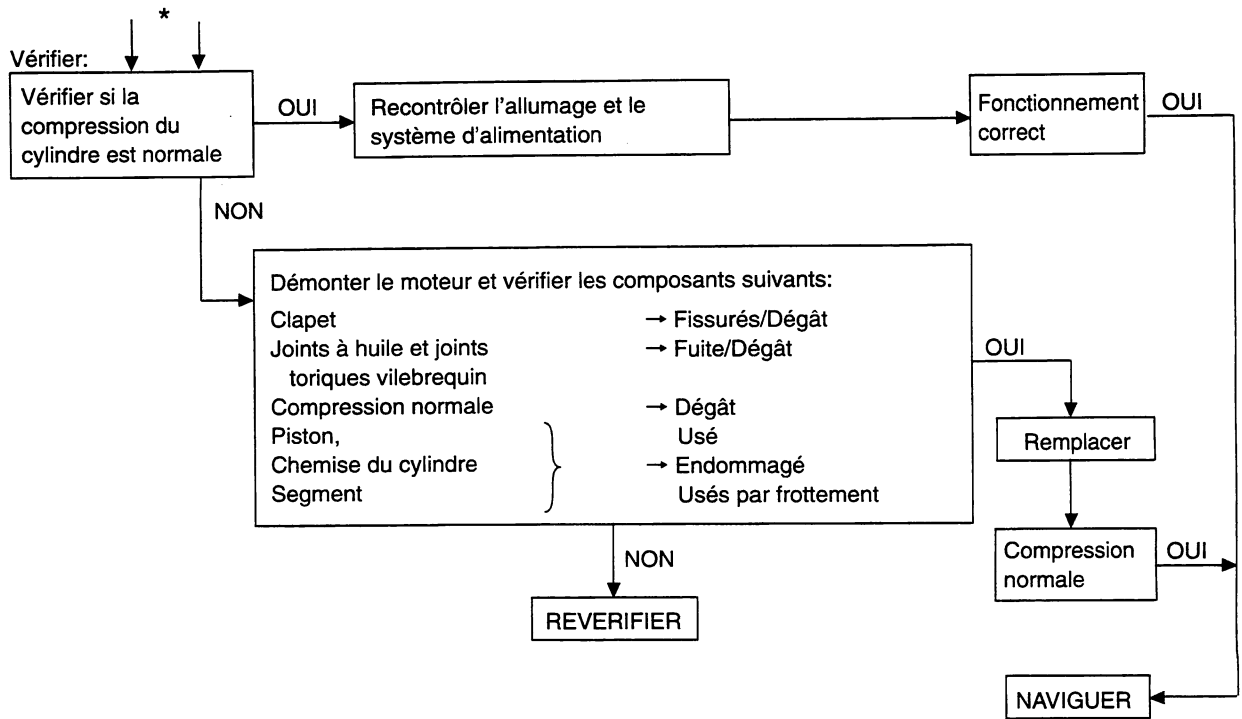 *
Vérifier:
Vérifier si la
compression du
cylindre est normale
OUI
Recontrôler l'allumage et le
système d'alimentation
Fonctionnement
correct
OUI
NON
Démonter le moteur et vérifier les composants suivants:
Clapet → Fissurés/Dégât
Joints à huile et joints → Fuite/Dégât
toriques vilebrequin
Compression normale → Dégât
Piston, Usé
Chemise du cylindre → Endommagé
Segment Usés par frottement
OUI
Remplacer
Compression
normale
OUI
NON
REVERIFIER
NAVIGUER